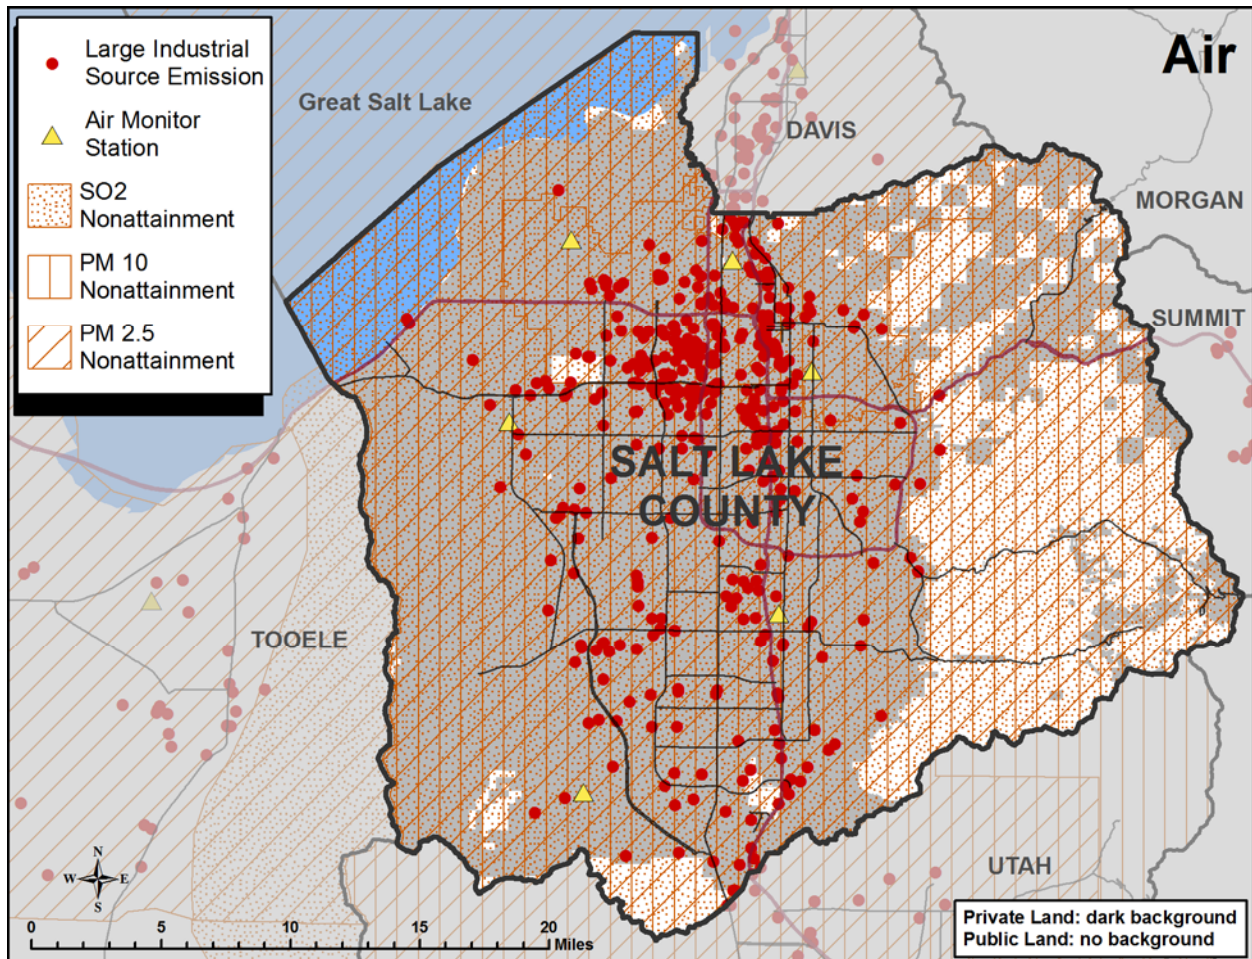 Large Industrial
Source Emission
Air Monitor
Station
SO2
Nonattainment
PM 10
Nonattainment
PM 2.5
Nonattainment
Air
Great Salt Lake
DAVIS
MORGAN
SUMMIT
SALT LAKE
COUNTY
TOOELE
UTAH
N
W E
S
0 5 10 15 20
Miles
Private Land: dark background
Public Land: no background